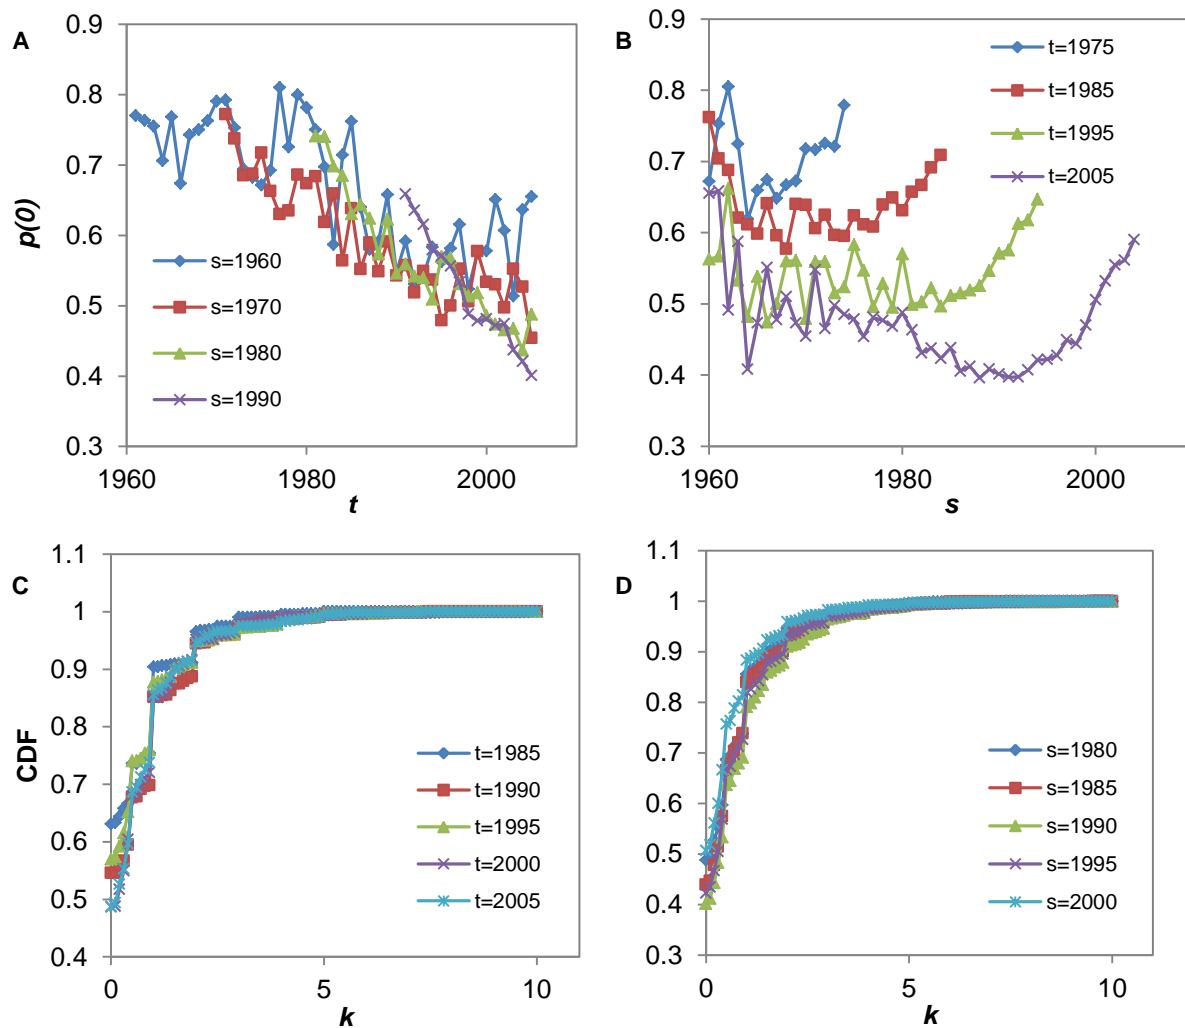 A
0.9
0.8
0.7
0.6
0.5
0.4
0.3
p(0)
s=1960
s=1970
s=1980
s=1990
1960
1980
2000
t
B
0.9
0.8
0.7
0.6
0.5
0.4
0.3
t=1975
t=1985
t=1995
t=2005
1960
1980
2000
s
C
1.1
1
0.9
0.8
0.7
0.6
0.5
0.4
CDF
t=1985
t=1990
t=1995
t=2000
t=2005
0
5
10
k
D
1.1
1
0.9
0.8
0.7
0.6
0.5
0.4
0.3
s=1980
s=1985
s=1990
s=1995
s=2000
0
5
10
k